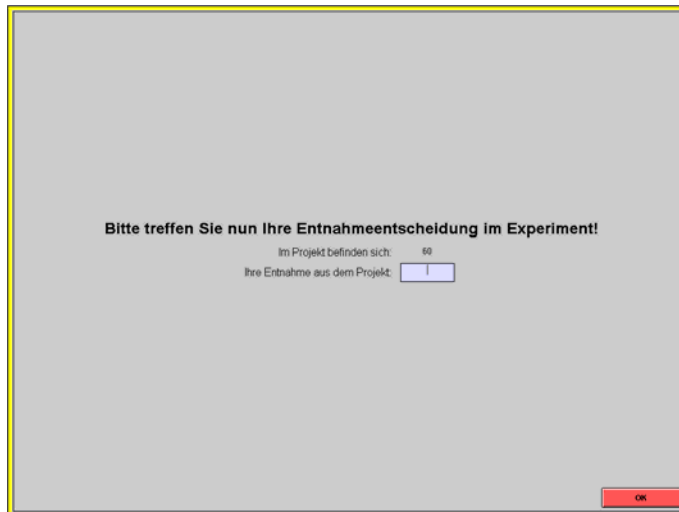 Bitte treffen Sie nun Ihre Entnahmeentscheidung im Experiment!
Im Projekt befinden sich: 60
Ihre Entnahme aus dem Projekt:
OK